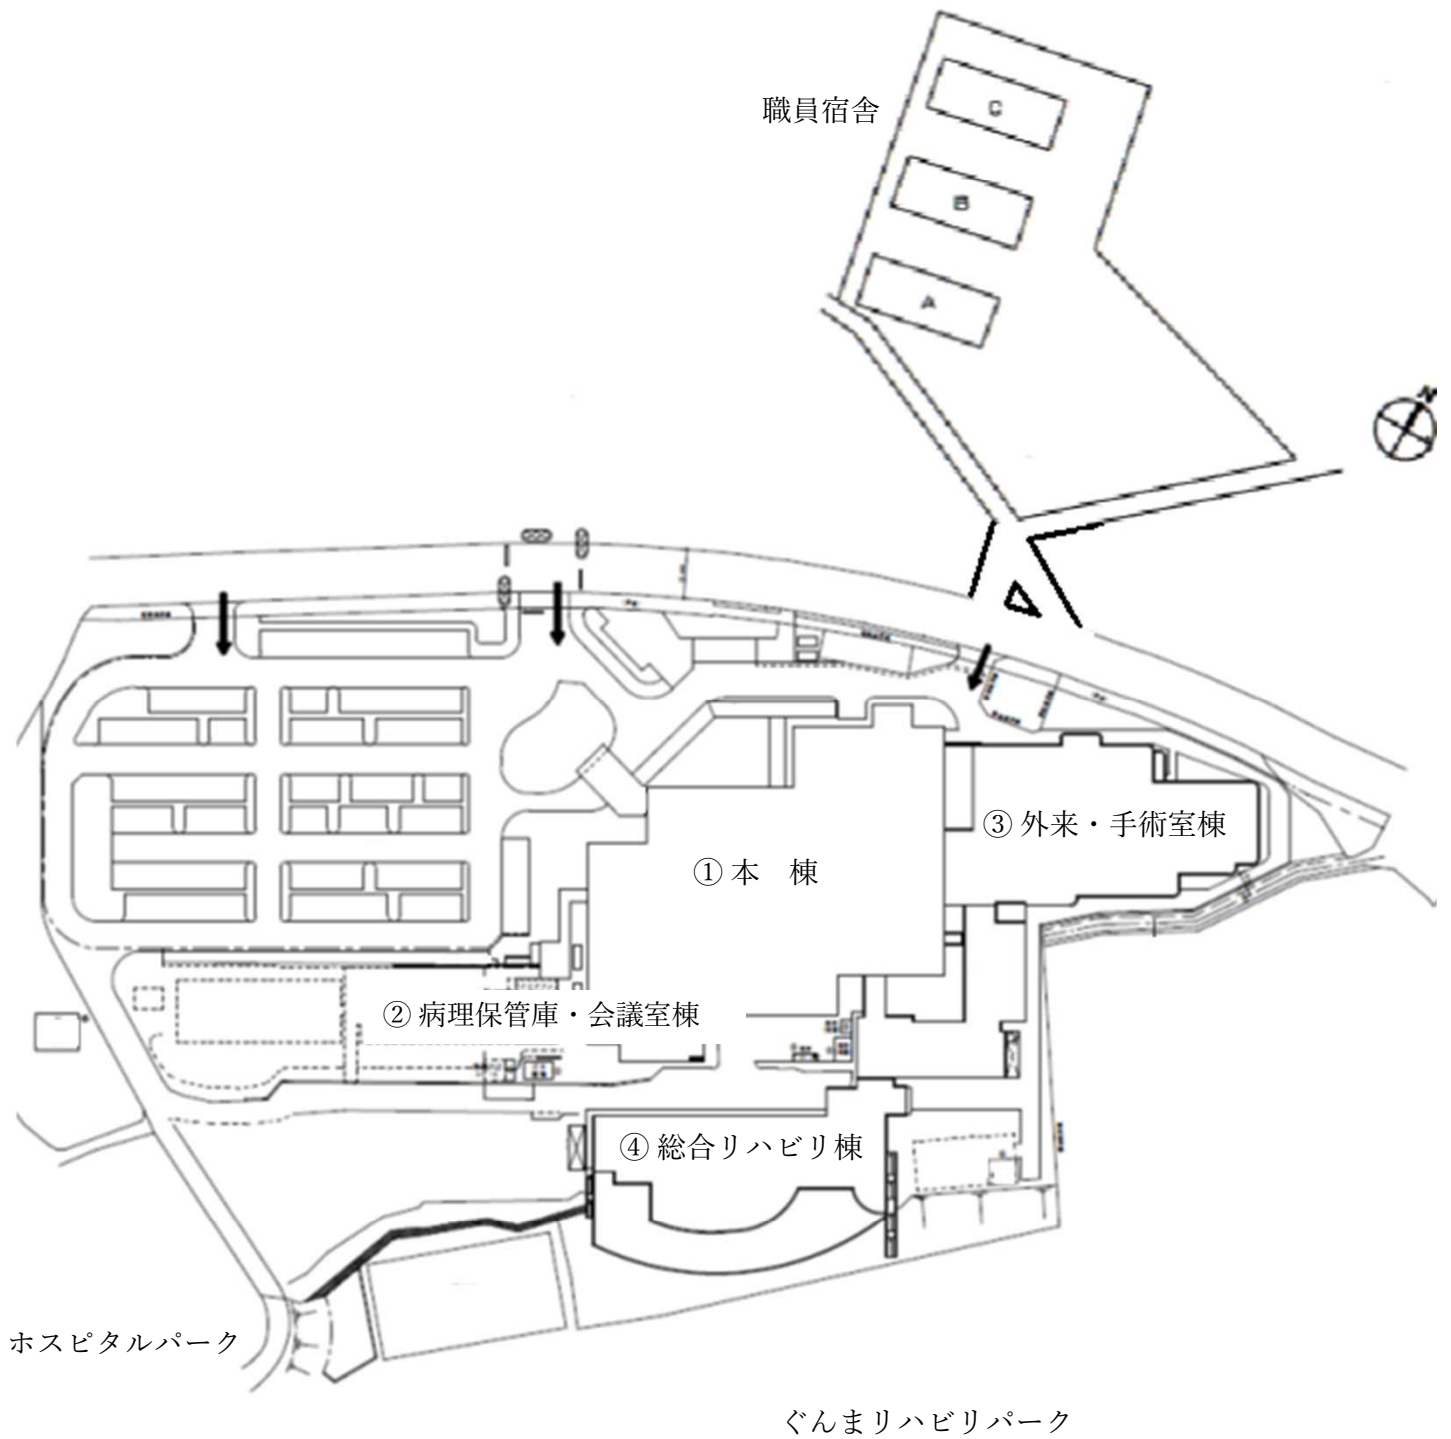 職員宿舎
C
B
A
N
③ 外来・手術室棟
① 本　棟
② 病理保管庫・会議室棟
④ 総合リハビリ棟
ホスピタルパーク
ぐんまリハビリパーク